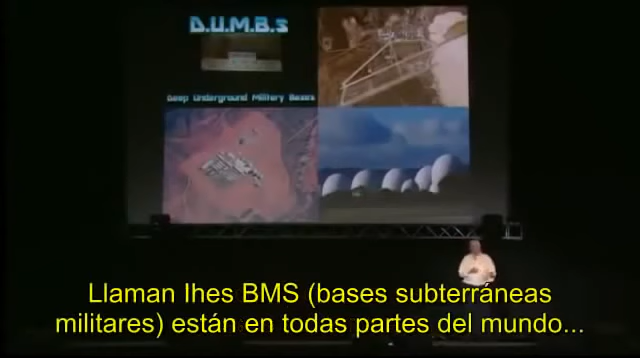 D.U.M.B.s
Deep Underground Military Bases
Llaman Ihes BMS (bases subterráneas
militares) están en todas partes del mundo...